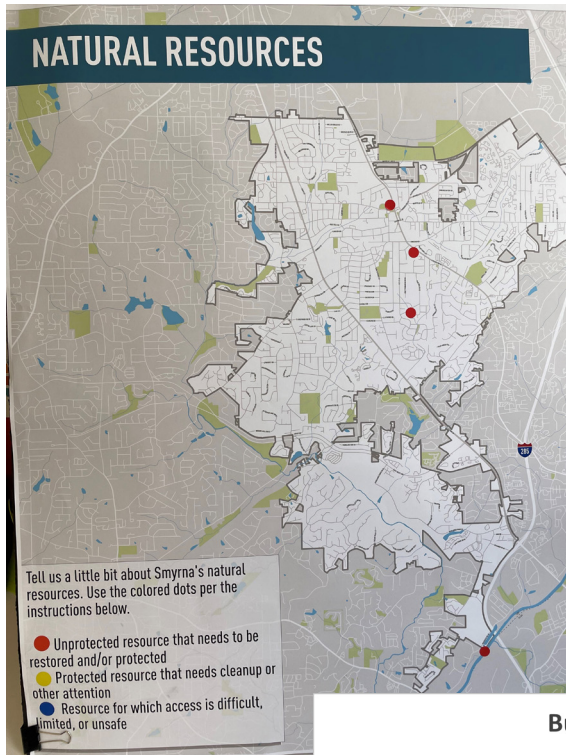 NATURAL RESOURCES
285
Tell us a little bit about Smyrna's natural
resources. Use the colored dots per the
instructions below.
Unprotected resource that needs to be
restored and/or protected
Protected resource that needs cleanup or
other attention
Resource for which access is difficult,
limited, or unsafe